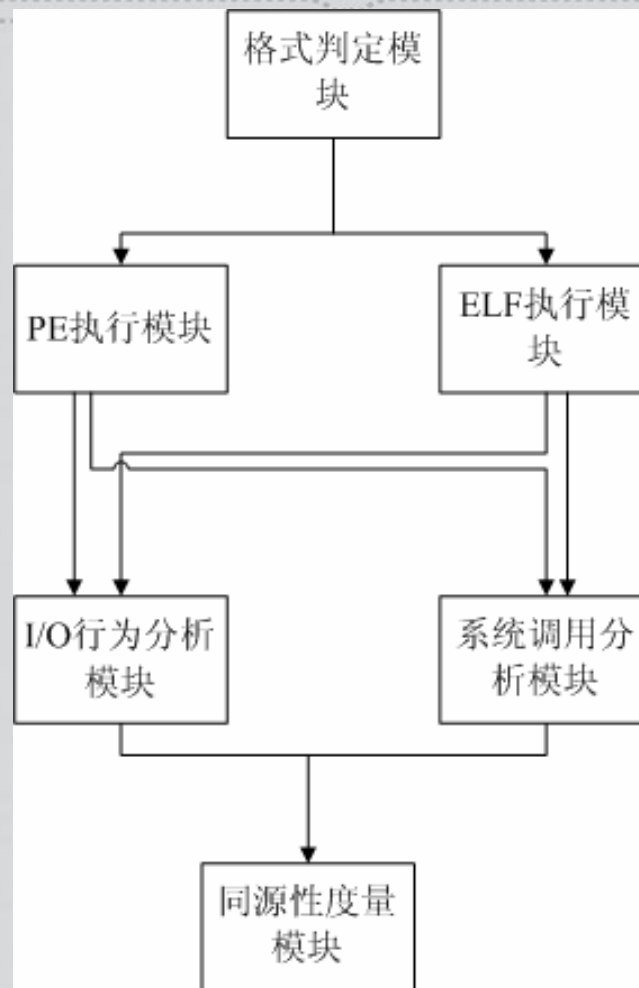 格式判定模
块
PE执行模块
ELF执行模
块
I/O行为分析
模块
系统调用分
析模块
同源性度量
模块